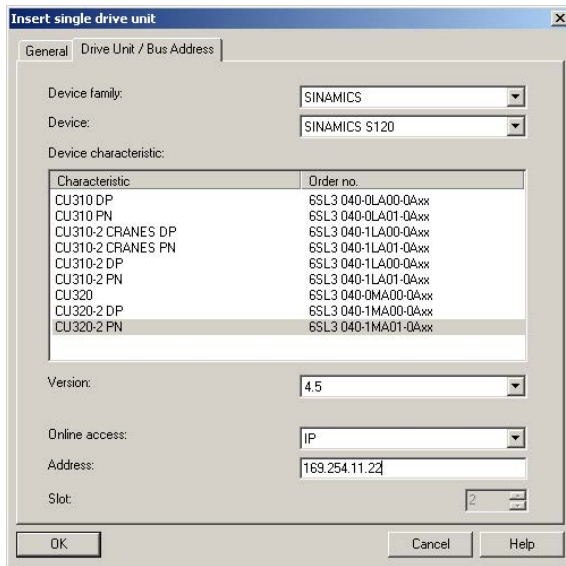 Insert single drive unit
General Drive Unit / Bus Address
Device family: SINAMICS
Device: SINAMICS S120
Device characteristic:
Characteristic Order no.
CU310 DP 6SL3 040-0LA00-0Axx
CU310 PN 6SL3 040-0LA01-0Axx
CU310-2 CRANES DP 6SL3 040-1LA00-0Axx
CU310-2 CRANES PN 6SL3 040-1LA01-0Axx
CU310-2 DP 6SL3 040-1LA00-0Axx
CU310-2 PN 6SL3 040-1LA01-0Axx
CU320 6SL3 040-0MA00-0Axx
CU320-2 DP 6SL3 040-1MA00-0Axx
CU320-2 PN 6SL3 040-1MA01-0Axx
Version: 4.5
Online access: IP
Address: 169.254.11.22
Slot: 2
OK Cancel Help